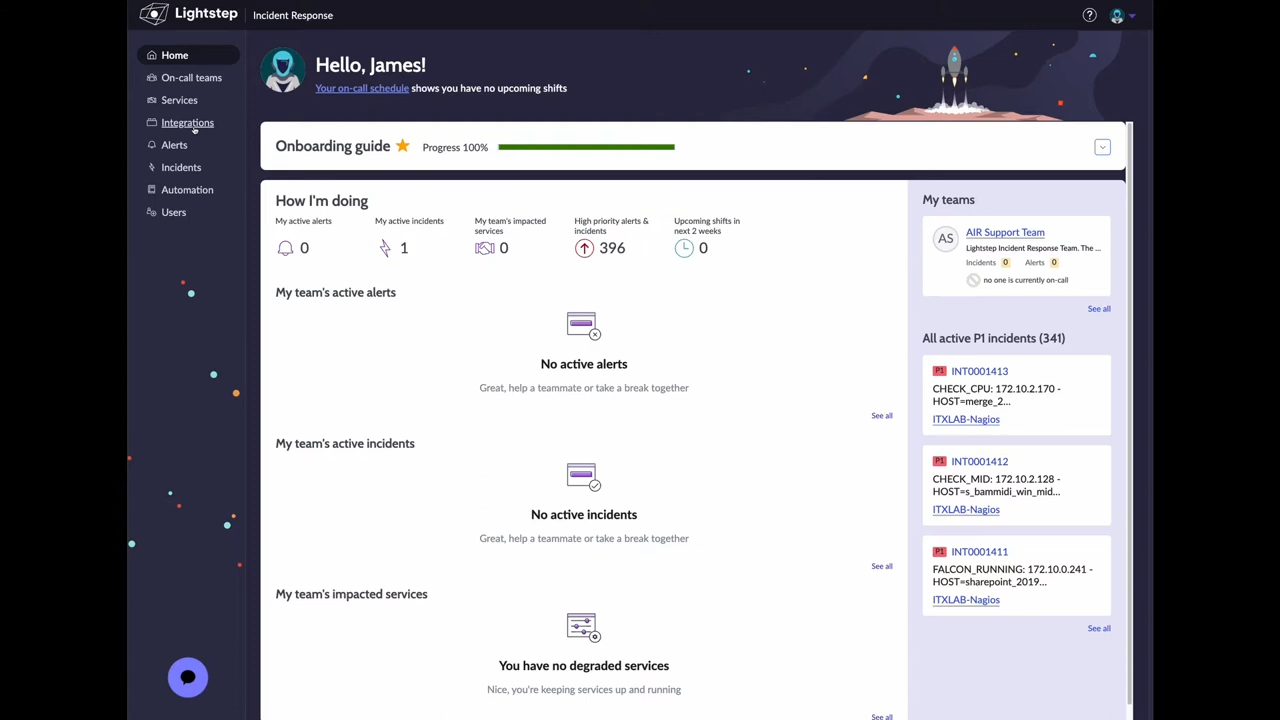 Lightstep
Incident Response
Home
On-call teams
Services
Integrations
Alerts
Incidents
Automation
Users
Hello, James!
Your on-call schedule shows you have no upcoming shifts
Onboarding guide
Progress 100%
How I'm doing
My active alerts
0
My active incidents
1
My team's impacted
services
0
High priority alerts &
incidents
396
Upcoming shifts in
next 2 weeks
0
My team's active alerts
No active alerts
Great, help a teammate or take a break together
See all
My team's active incidents
No active incidents
Great, help a teammate or take a break together
See all
My team's impacted services
You have no degraded services
Nice, you're keeping services up and running
See all
My teams
AS
AIR Support Team
Lightstep Incident Response Team. The ...
Incidents 0 Alerts 0
no one is currently on-call
See all
All active P1 incidents (341)
P1 INT0001413
CHECK_CPU: 172.10.2.170 -
HOST=merge_2...
ITXLAB-Nagios
P1 INT0001412
CHECK_MID: 172.10.2.128 -
HOST=s_bammidi_win_mid...
ITXLAB-Nagios
P1 INT0001411
FALCON_RUNNING: 172.10.0.241 -
HOST=sharepoint_2019...
ITXLAB-Nagios
See all